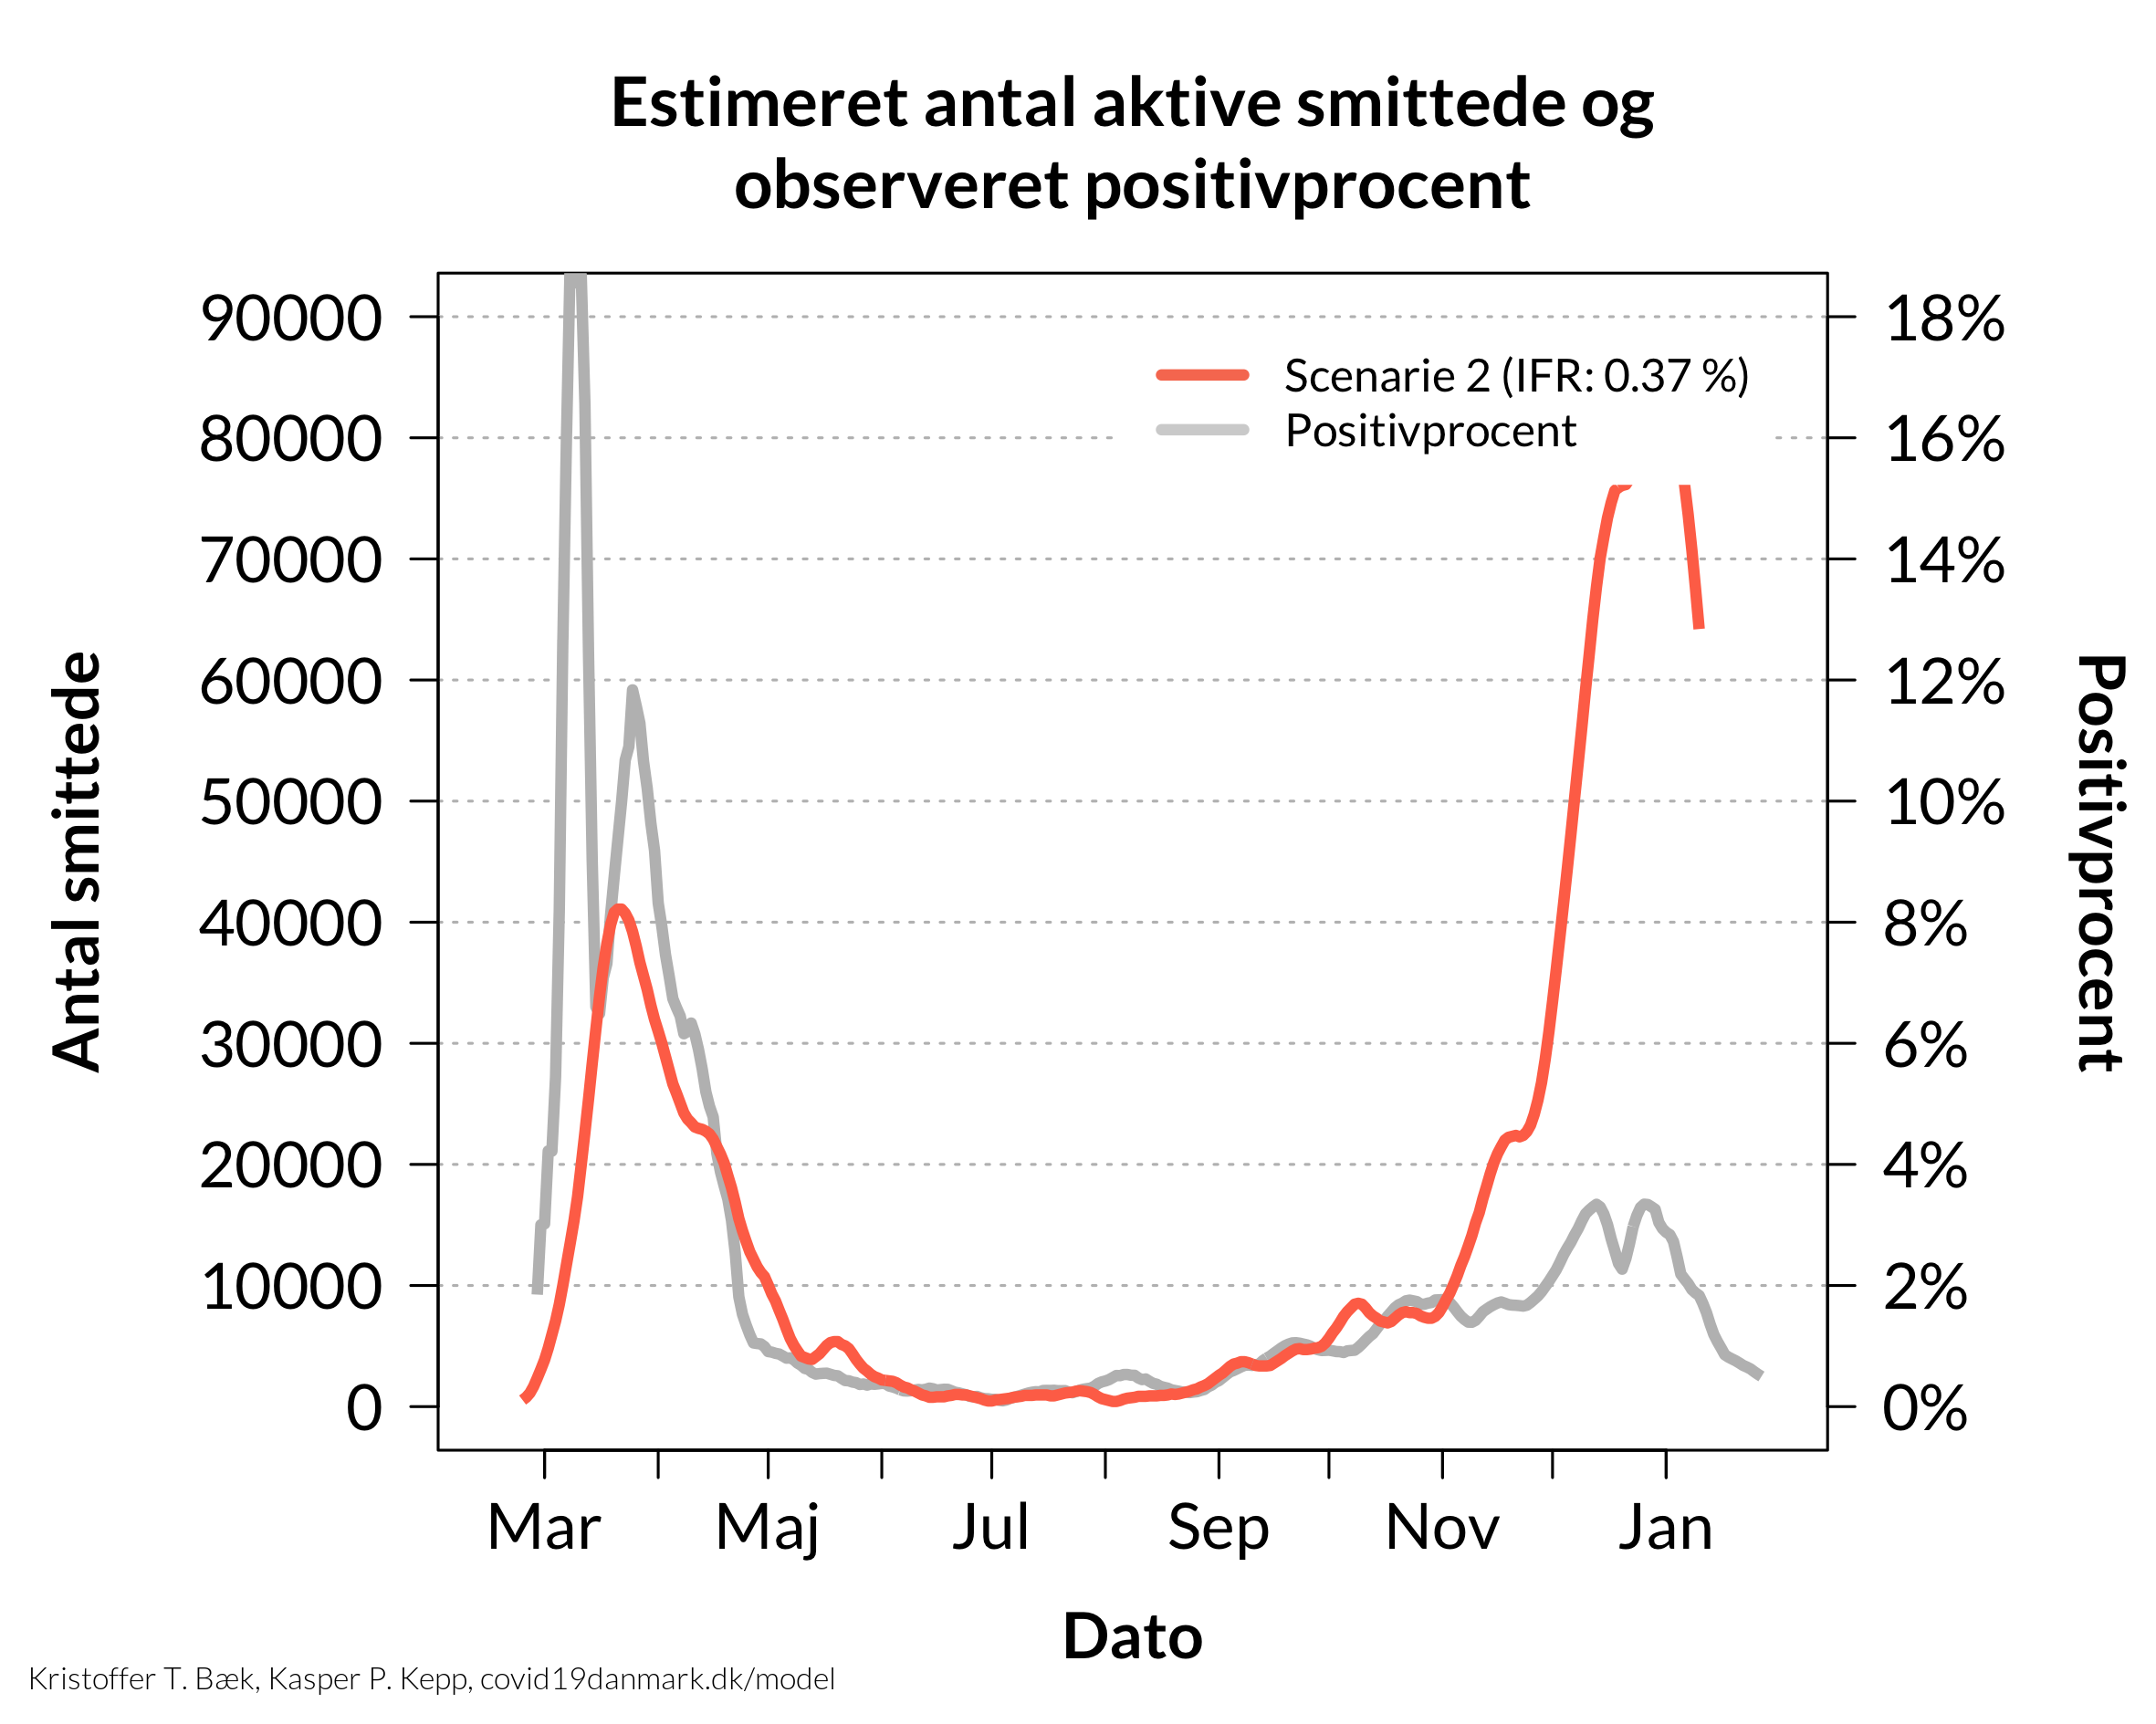 Estimeret antal aktive smittede og
observeret positivprocent
90000
80000
70000
60000
50000
40000
30000
20000
10000
0
Antal smittede
Scenarie 2 (IFR: 0.37 %)
Positivprocent
18%
16%
14%
12%
10%
8%
6%
4%
2%
0%
Positivprocent
Mar
Maj
Jul
Sep
Nov
Jan
Dato
Kristoffer T. Bæk, Kasper P. Kepp, covid19danmark.dk/model